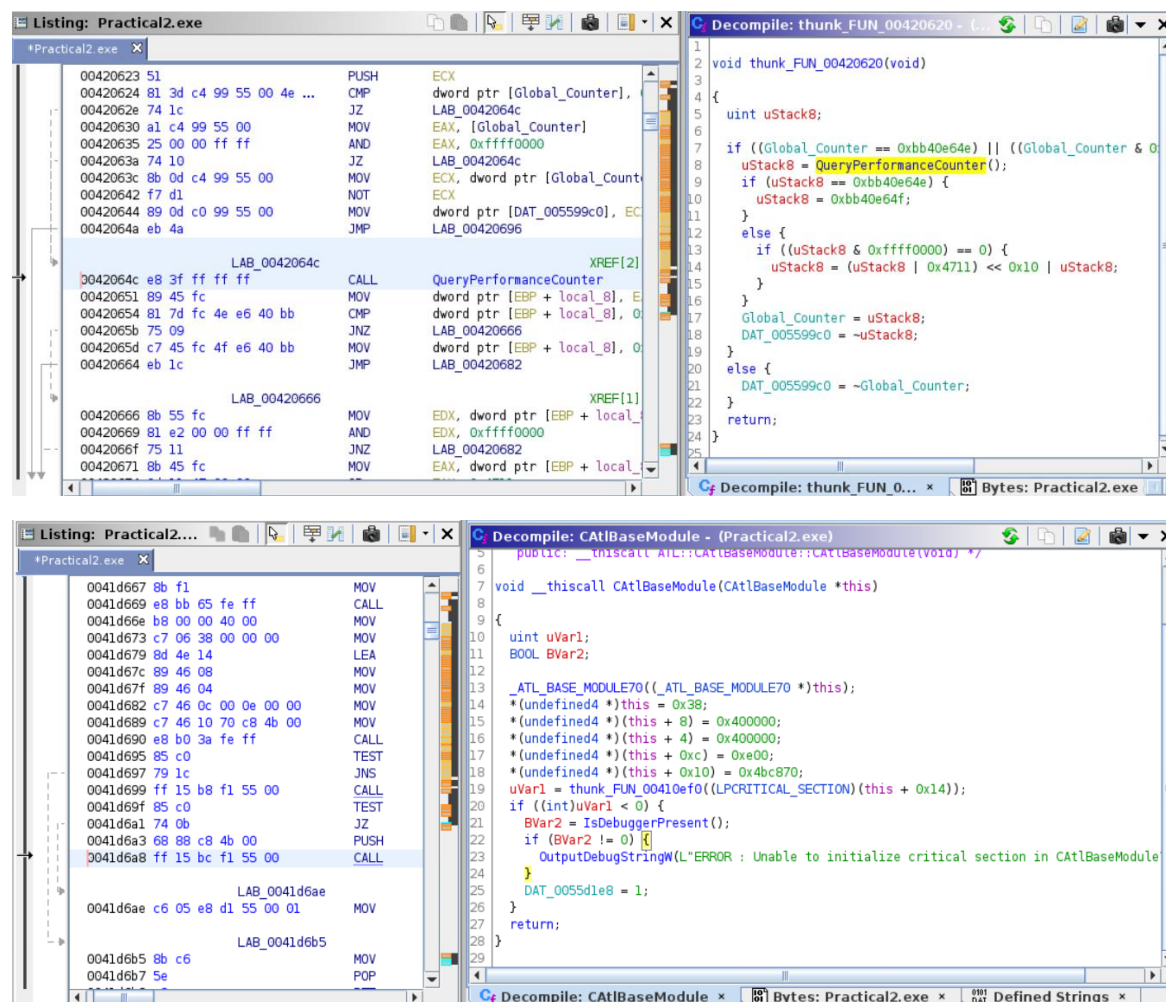 Listing: Practical2.exe
*Practical2.exe
00420623 51 PUSH ECX
00420624 81 3d c4 99 55 00 4e ... CMP dword ptr [Global_Counter],
0042062e 74 1c JZ LAB_0042064c
00420630 a1 c4 99 55 00 MOV EAX, [Global_Counter]
00420635 25 00 00 ff ff AND EAX, 0xffff0000
0042063a 74 10 JZ LAB_0042064c
0042063c 8b 0d c4 99 55 00 MOV ECX, dword ptr [Global_Count
00420642 f7 d1 NOT ECX
00420644 89 0d c0 99 55 00 MOV dword ptr [DAT_005599c0], EC
0042064a eb 4a JMP LAB_00420696
LAB_0042064c XREF[2]
0042064c e8 3f ff ff ff CALL QueryPerformanceCounter
00420651 89 45 fc MOV dword ptr [EBP + local_8], E
00420654 81 7d fc 4e e6 40 bb CMP dword ptr [EBP + local_8], 0
0042065b 75 09 JNZ LAB_00420666
0042065d c7 45 fc 4f e6 40 bb MOV dword ptr [EBP + local_8], 0
00420664 eb 1c JMP LAB_00420682
LAB_00420666 XREF[1]
00420666 8b 55 fc MOV EDX, dword ptr [EBP + local_8
00420669 81 e2 00 00 ff ff AND EDX, 0xffff0000
0042066f 75 11 JNZ LAB_00420682
00420671 8b 45 fc MOV EAX, dword ptr [EBP + local_
Decompile: thunk_FUN_00420620 - (...
1
2 void thunk_FUN_00420620(void)
3
4 {
5 uint uStack8;
6
7 if ((Global_Counter == 0xbb40e64e) || ((Global_Counter & 0
8 uStack8 = QueryPerformanceCounter();
9 if (uStack8 == 0xbb40e64e) {
10 uStack8 = 0xbb40e64f;
11 }
12 else {
13 if ((uStack8 & 0xffff0000) == 0) {
14 uStack8 = (uStack8 | 0x4711) << 0x10 | uStack8;
15 }
16 }
17 Global_Counter = uStack8;
18 DAT_005599c0 = ~uStack8;
19 }
20 else {
21 DAT_005599c0 = ~Global_Counter;
22 }
23 return;
24 }
25
Decompile: thunk_FUN_0... × Bytes: Practical2.exe
Listing: Practical2....
*Practical2.exe
0041d667 8b f1 MOV
0041d669 e8 bb 65 fe ff CALL
0041d66e b8 00 00 40 00 MOV
0041d673 c7 06 38 00 00 00 MOV
0041d679 8d 4e 14 LEA
0041d67c 89 46 08 MOV
0041d67f 89 46 04 MOV
0041d682 c7 46 0c 00 0e 00 00 MOV
0041d689 c7 46 10 70 c8 4b 00 MOV
0041d690 e8 b0 3a fe ff CALL
0041d695 85 c0 TEST
0041d697 79 1c JNS
0041d699 ff 15 b8 f1 55 00 CALL
0041d69f 85 c0 TEST
0041d6a1 74 0b JZ
0041d6a3 68 88 c8 4b 00 PUSH
0041d6a8 ff 15 bc f1 55 00 CALL
LAB_0041d6ae
0041d6ae c6 05 e8 d1 55 00 01 MOV
LAB_0041d6b5
0041d6b5 8b c6 MOV
0041d6b7 5e POP
Decompile: CAtlBaseModule - (Practical2.exe)
5 public: __thiscall ATL::CAtlBaseModule::CAtlBaseModule(void) */
6
7 void __thiscall CAtlBaseModule(CAtlBaseModule *this)
8
9 {
10 uint uVar1;
11 BOOL BVar2;
12
13 _ATL_BASE_MODULE70((_ATL_BASE_MODULE70 *)this);
14 *(undefined4 *)this = 0x38;
15 *(undefined4 *)(this + 8) = 0x400000;
16 *(undefined4 *)(this + 4) = 0x400000;
17 *(undefined4 *)(this + 0xc) = 0xe00;
18 *(undefined4 *)(this + 0x10) = 0x4bc870;
19 uVar1 = thunk_FUN_00410ef0((LPCRITICAL_SECTION)(this + 0x14));
20 if ((int)uVar1 < 0) {
21 BVar2 = IsDebuggerPresent();
22 if (BVar2 != 0) {
23 OutputDebugStringW(L"ERROR : Unable to initialize critical section in CAtlBaseModule
24 }
25 DAT_0055d1e8 = 1;
26 }
27 return;
28 }
29
Decompile: CAtlBaseModule × Bytes: Practical2.exe × Defined Strings ×